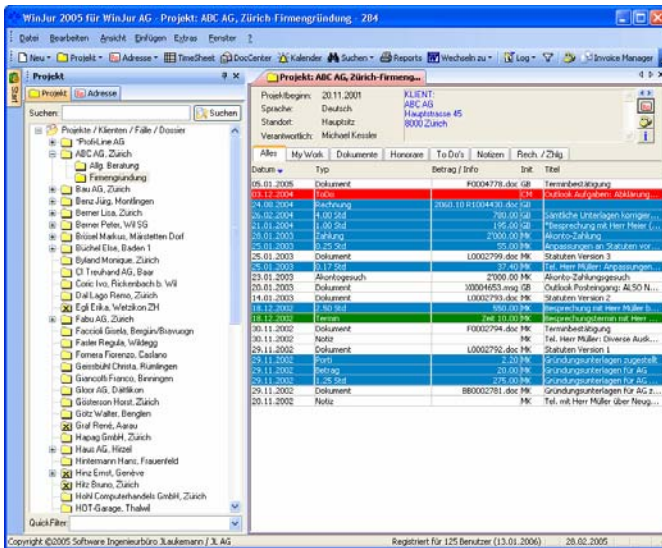 WinJur 2005 für WinJur AG - Projekt: ABC AG, Zürich-Firmengründung - 284
Datei Bearbeiten Ansicht Einfügen Extras Fenster ?
Neu Projekt Adresse TimeSheet DocCenter Kalender Suchen Reports Wechseln zu Log Invoice Manager
Start
Projekt
Projekt Adresse
Suchen: Suchen
Projekte / Klienten / Fälle / Dossier
*Profi-Line AG
ABC AG, Zürich
Allg. Beratung
Firmengründung
Bau AG, Zürich
Benz Jürg, Montlingen
Berner Lisa, Zürich
Berner Peter, Wil SG
Brüisel Markus, Märstetten Dorf
Büchel Else, Baden 1
Byland Monique, Zürich
CI Treuhand AG, Baar
Coric Ivo, Rickenbach b. Wil
Dal Lago Remo, Zürich
Egli Erika, Wetzikon ZH
Fabu AG, Zürich
Faccioli Gisela, Bergün/Bravuogn
Fasler Regula, Wildegg
Fornera Fiorenzo, Caslano
Geissbühl Christa, Rümlingen
Giancotti Franco, Binningen
Gloor AG, Dällikon
Gösterson Horst, Zürich
Götz Walter, Benglen
Graf René, Aarau
Hapag GmbH, Zürich
Haus AG, Hirzel
Hintermann Hans, Frauenfeld
Hinz Ernst, Genève
Hitz Bruno, Zürich
Hohl Computerhandels GmbH, Zürich
HOT-Garage, Thalwil
QuickFilter
Projekt: ABC AG, Zürich-Firmeng...
Projektbeginn: 20.11.2001
Sprache: Deutsch
Standort: Hauptsitz
Verantwortlich: Michael Kessler
KLIENT:
ABC AG
Hauptstrasse 45
8000 Zürich
Alles My Work Dokumente Honorare To Do's Notizen Rech. / Zhlg.
Datum Typ Betrag / Info Init Titel
05.01.2005 Dokument F0004778.doc GB Terminbestätigung
03.12.2004 ToDo CM Outlook Aufgaben: Abklärung...
24.08.2004 Rechnung 2060.10 R1004430.doc GB
26.02.2004 4.00 Std 700.00 GB Sämtliche Unterlagen korrigier...
21.01.2004 1.00 Std 195.00 GB *Besprechung mit Herr Meier (...
28.01.2003 Zahlung 2'000.00 MK Akonto-Zahlung
25.01.2003 0.25 Std 55.00 MK Anpassungen an Statuten vor...
25.01.2003 Dokument L0002799.doc MK Statuten Version 3
25.01.2003 0.17 Std 37.40 MK Tel. Herr Müller: Anpassungen...
23.01.2003 Akontogesuch 2'000.00 MK Akonto-Zahlungsgesuch
20.01.2003 Dokument X0004653.msg GB Outlook Posteingang: ALSO N...
14.01.2003 Dokument L0002793.doc MK Statuten Version 2
18.12.2002 2.50 Std 550.00 MK Besprechung mit Herr Müller b...
18.12.2002 Termin Zeit 10.00 MK Besprechungstermin mit Herr ...
30.11.2002 Dokument F0002794.doc MK Terminbestätigung
30.11.2002 Notiz MK Tel. Herr Müller: Diverse Ausk...
29.11.2002 Dokument L0002792.doc MK Statuten Version 1
29.11.2002 Porti 2.20 MK Gründungsunterlagen zugestellt
29.11.2002 Betrag 20.00 MK Gründungsunterlagen für AG
29.11.2002 1.25 Std 275.00 MK Gründungsunterlagen für AG ...
29.11.2002 Dokument BB0002781.doc MK Gründungsunterlagen für AG z...
20.11.2002 Notiz MK Tel. mit Herr Müller über Neug...
Copyright ©2005 Software Ingenieurbüro JLaukemann / JL AG Registriert für 125 Benutzer (13.01.2006) 28.02.2005